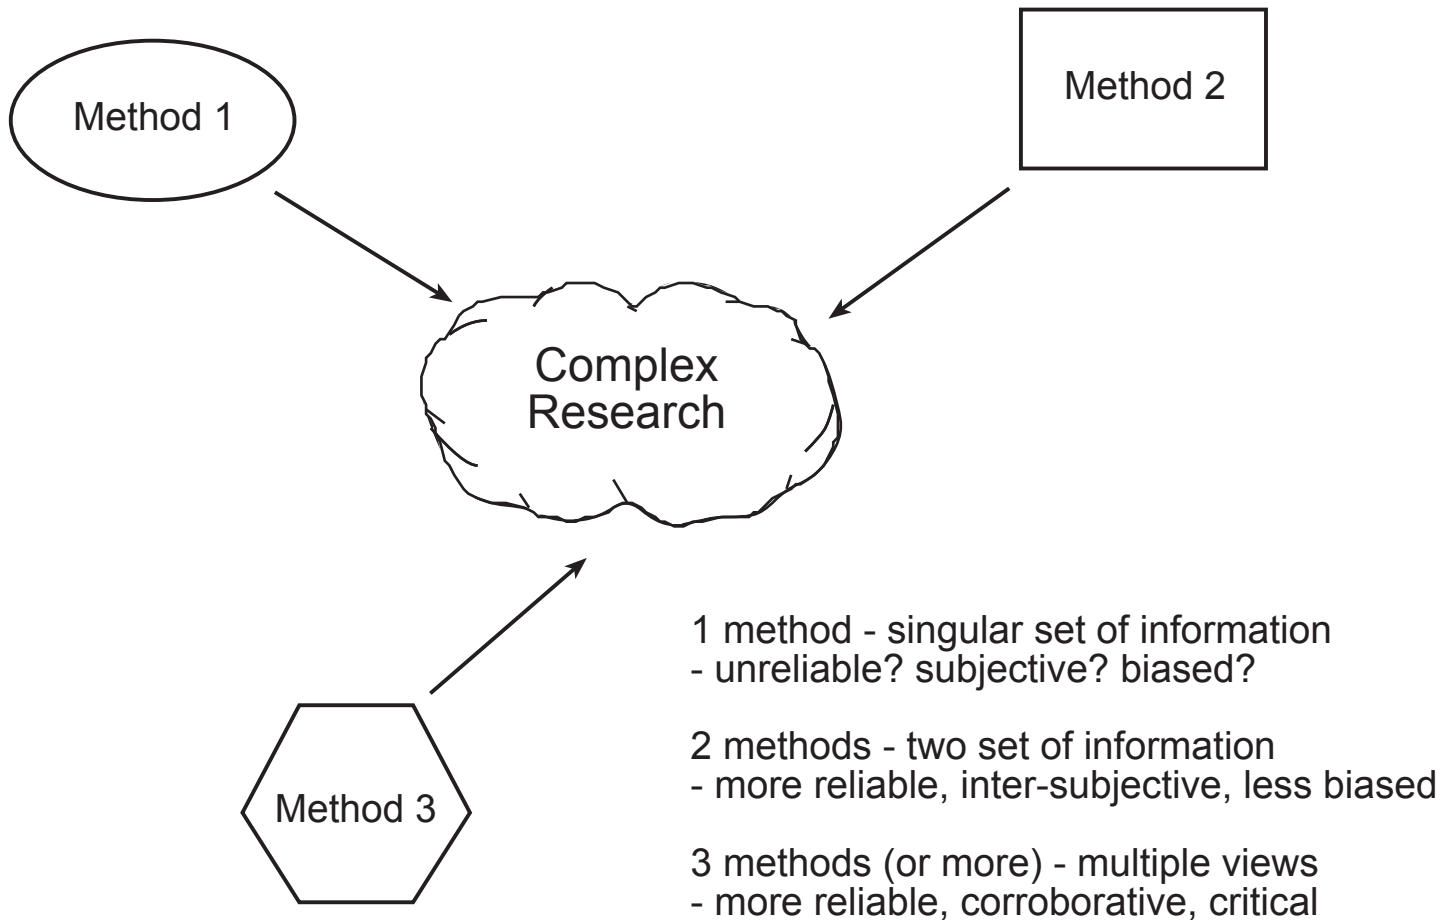 Method 1
Method 2
Complex
Research
Method 3
1 method - singular set of information
- unreliable? subjective? biased?
2 methods - two set of information
- more reliable, inter-subjective, less biased
3 methods (or more) - multiple views
- more reliable, corroborative, critical